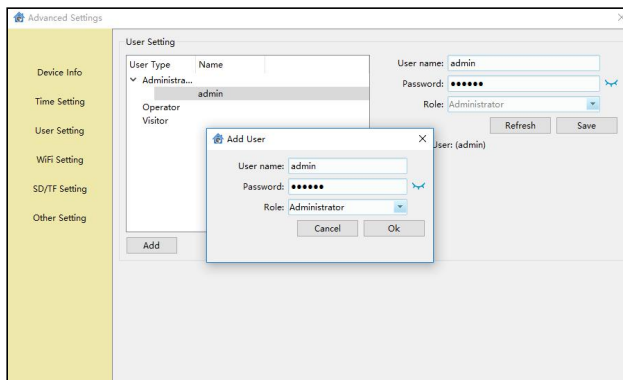 Advanced Settings
Device Info
Time Setting
User Setting
WiFi Setting
SD/TF Setting
Other Setting
User Setting
User Type Name
Administra...
admin
Operator
Visitor
Add
User name: admin
Password: ●●●●●●
Role: Administrator
Refresh Save
User: (admin)
Add User
User name: admin
Password: ●●●●●●
Role: Administrator
Cancel Ok